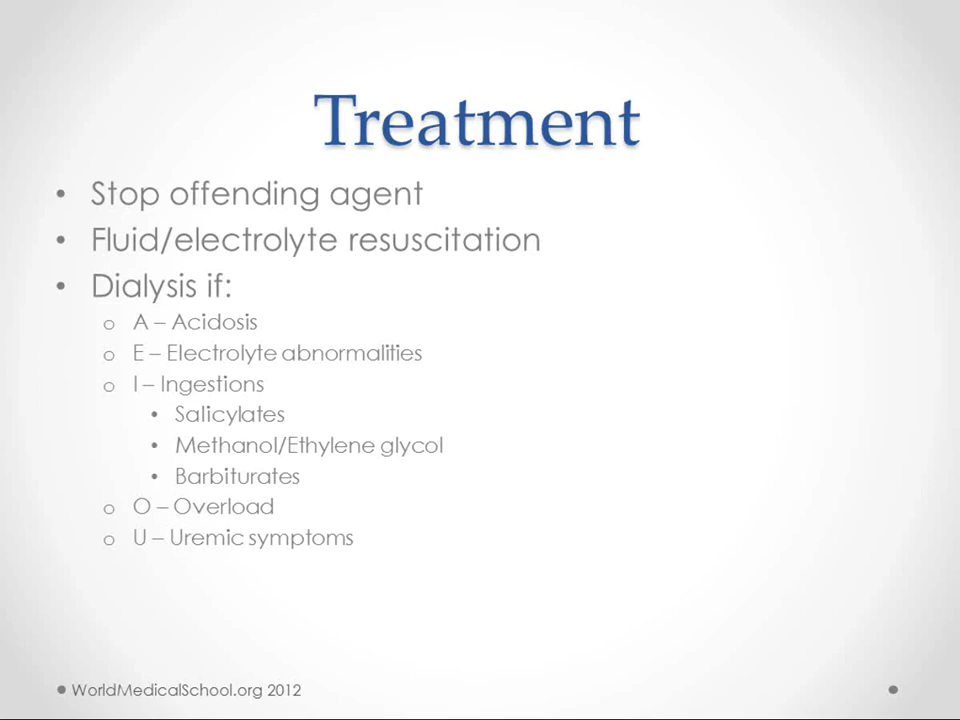 Treatment
• Stop offending agent
• Fluid/electrolyte resuscitation
• Dialysis if:
o A – Acidosis
o E – Electrolyte abnormalities
o I – Ingestions
• Salicylates
• Methanol/Ethylene glycol
• Barbiturates
o O – Overload
o U – Uremic symptoms
WorldMedicalSchool.org 2012